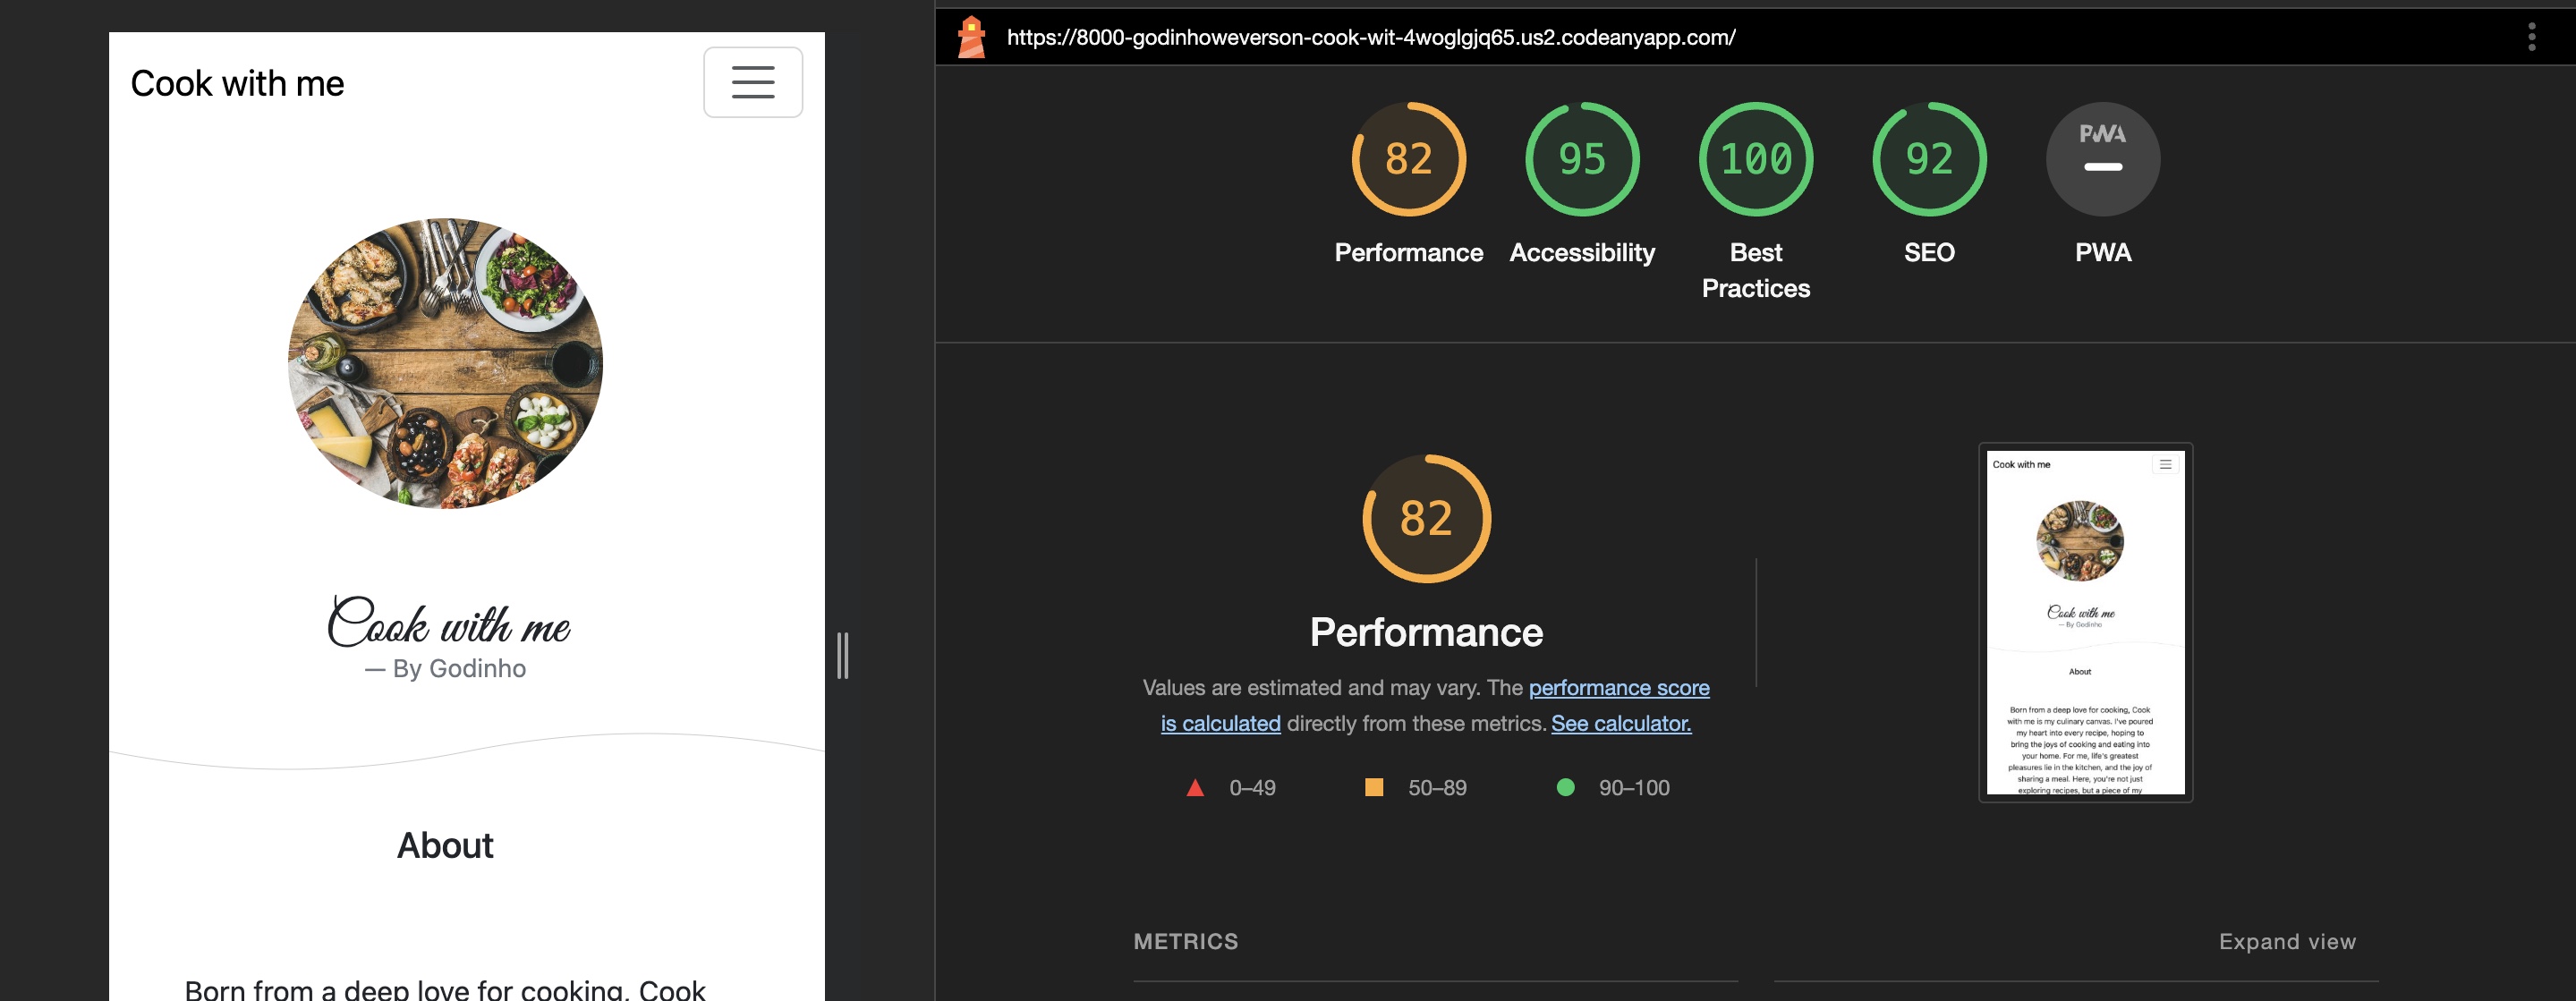 Cook with me
Cook with me
— By Godinho
About
Born from a deep love for cooking, Cook
https://8000-godinhoweverson-cook-wit-4woglgjq65.us2.codeanyapp.com/
82
95
100
92
PWA
Performance
Accessibility
Best
Practices
SEO
PWA
82
Performance
Values are estimated and may vary. The performance score
is calculated directly from these metrics. See calculator.
0–49
50–89
90–100
Cook with me
Cook with me
— By Godinho
About
Born from a deep love for cooking, Cook
with me is my culinary canvas. I've poured
my heart into every recipe, hoping to
bring the joys of cooking and eating into
your home. For me, life's greatest
pleasures lie in the kitchen, and the joy of
sharing a meal. Here, you're not just
exploring recipes, but a piece of my
METRICS
Expand view